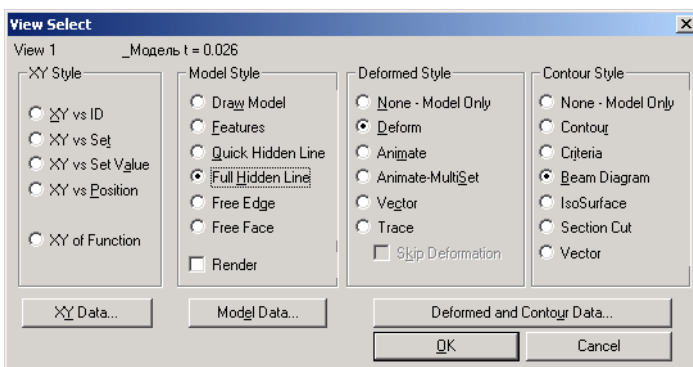 View Select
View 1 _Модель t = 0.026
XY Style
XY vs ID
XY vs Set
XY vs Set Value
XY vs Position
XY of Function
Model Style
Draw Model
Features
Quick Hidden Line
Full Hidden Line
Free Edge
Free Face
Render
Deformed Style
None - Model Only
Deform
Animate
Animate-MultiSet
Vector
Trace
Skip Deformation
Contour Style
None - Model Only
Contour
Criteria
Beam Diagram
IsoSurface
Section Cut
Vector
XY Data...
Model Data...
Deformed and Contour Data...
OK
Cancel